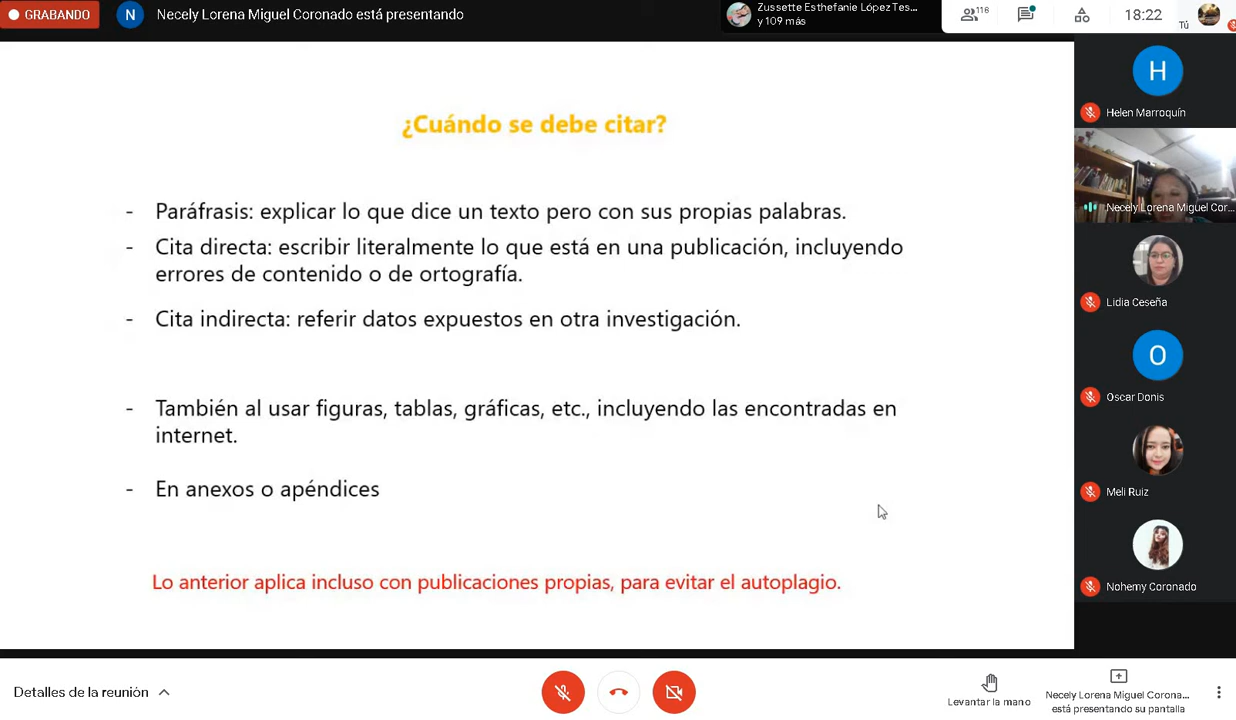 GRABANDO
N
Necely Lorena Miguel Coronado está presentando
Zussette Esthefanie López Tes...
y 109 más
116
18:22
Tú
¿Cuándo se debe citar?
- Paráfrasis: explicar lo que dice un texto pero con sus propias palabras.
- Cita directa: escribir literalmente lo que está en una publicación, incluyendo
errores de contenido o de ortografía.
- Cita indirecta: referir datos expuestos en otra investigación.
- También al usar figuras, tablas, gráficas, etc., incluyendo las encontradas en
internet.
- En anexos o apéndices
Lo anterior aplica incluso con publicaciones propias, para evitar el autoplagio.
H
Helen Marroquín
Necely Lorena Miguel Cor...
Lidia Ceseña
O
Oscar Donis
Meli Ruiz
Nohemy Coronado
Detalles de la reunión
Levantar la mano
Necely Lorena Miguel Corona...
está presentando su pantalla